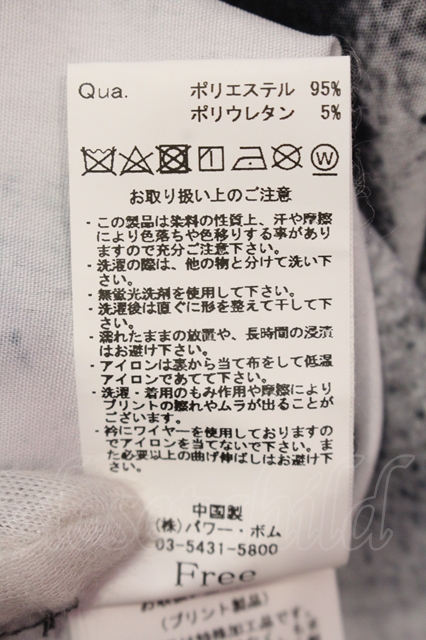 Qua.
ポリエステル 95%
ポリウレタン 5%
W
お取り扱い上のご注意
- この製品は染料の性質上、汗や摩擦
により色落ちや色移りする事があり
ますので充分ご注意下さい。
- 洗濯の際は、他の物と分けて洗い下
さい。
- 無蛍光洗剤を使用して下さい。
- 洗濯後は直ぐに形を整えて干して下
さい。
- 濡れたままの放置や、長時間の浸漬
はお避け下さい。
- アイロンは裏から当て布をして低温
アイロンであてて下さい。
- 洗濯・着用のもみ作用や摩擦により
プリントの擦れやムラが出ることが
ございます。
- 衿にワイヤーを使用しておりますの
でアイロンを当てないで下さい。ま
た必要以上の曲げ伸ばしはお避け下
さい。
中国製
(株)パワー・ボム
03-5431-5800
Free
(プリント製品)